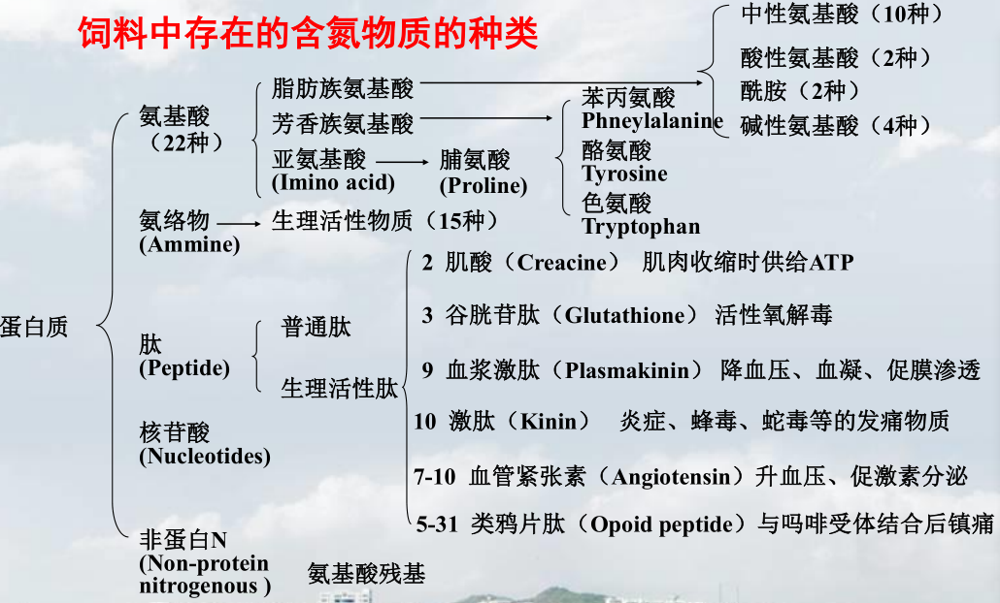 饲料中存在的含氮物质的种类
中性氨基酸（10种）
酸性氨基酸（2种）
酰胺（2种）
碱性氨基酸（4种）
脂肪族氨基酸
氨基酸
（22种）
芳香族氨基酸
苯丙氨酸
Phneylalanine
亚氨基酸
(Imino acid)
脯氨酸
(Proline)
酪氨酸
Tyrosine
色氨酸
Tryptophan
氨络物
(Ammine)
生理活性物质（15种）
蛋白质
肽
(Peptide)
普通肽
生理活性肽
2 肌酸（Creacine） 肌肉收缩时供给ATP
3 谷胱苷肽（Glutathione） 活性氧解毒
9 血浆激肽（Plasmakinin） 降血压、血凝、促膜渗透
10 激肽（Kinin） 炎症、蜂毒、蛇毒等的发痛物质
7-10 血管紧张素（Angiotensin）升血压、促激素分泌
5-31 类鸦片肽（Opoid peptide）与吗啡受体结合后镇痛
核苷酸
(Nucleotides)
非蛋白N
(Non-protein
nitrogenous )
氨基酸残基